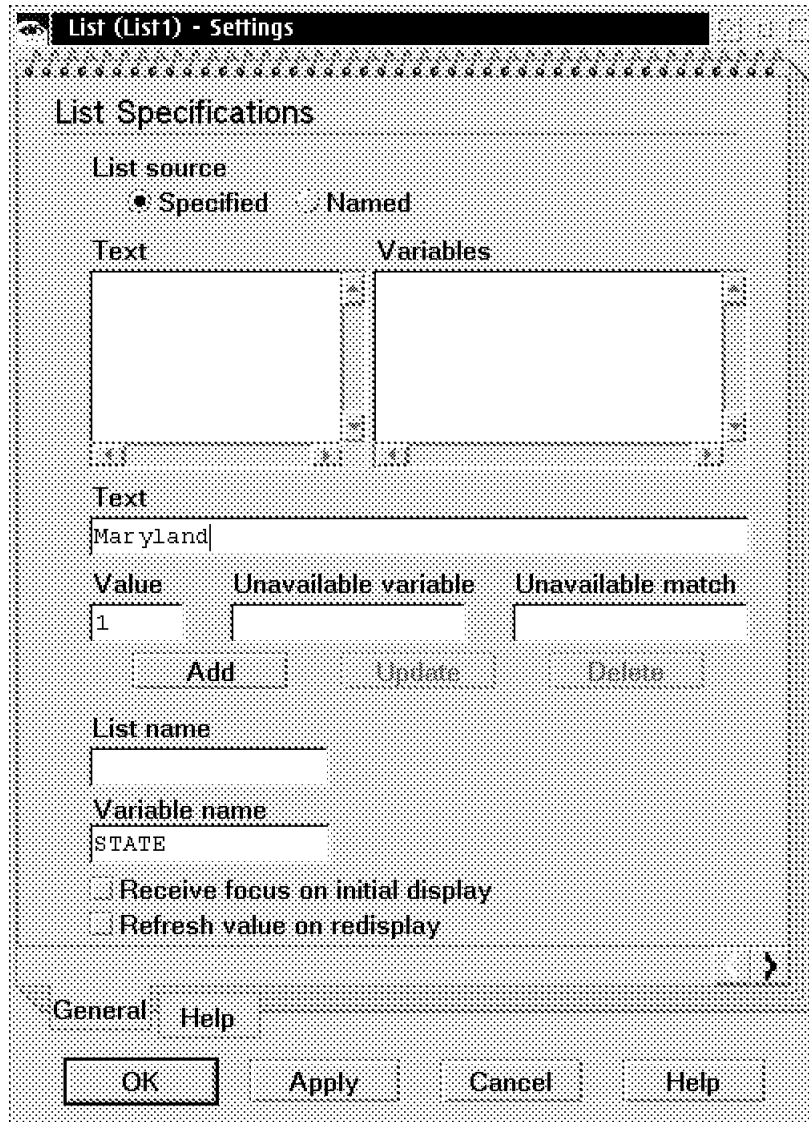 List (List1) - Settings
List Specifications
List source
Specified Named
Text Variables
Text
Maryland
Value Unavailable variable Unavailable match
1
Add Update Delete
List name
Variable name
STATE
Receive focus on initial display
Refresh value on redisplay
General Help
OK Apply Cancel Help